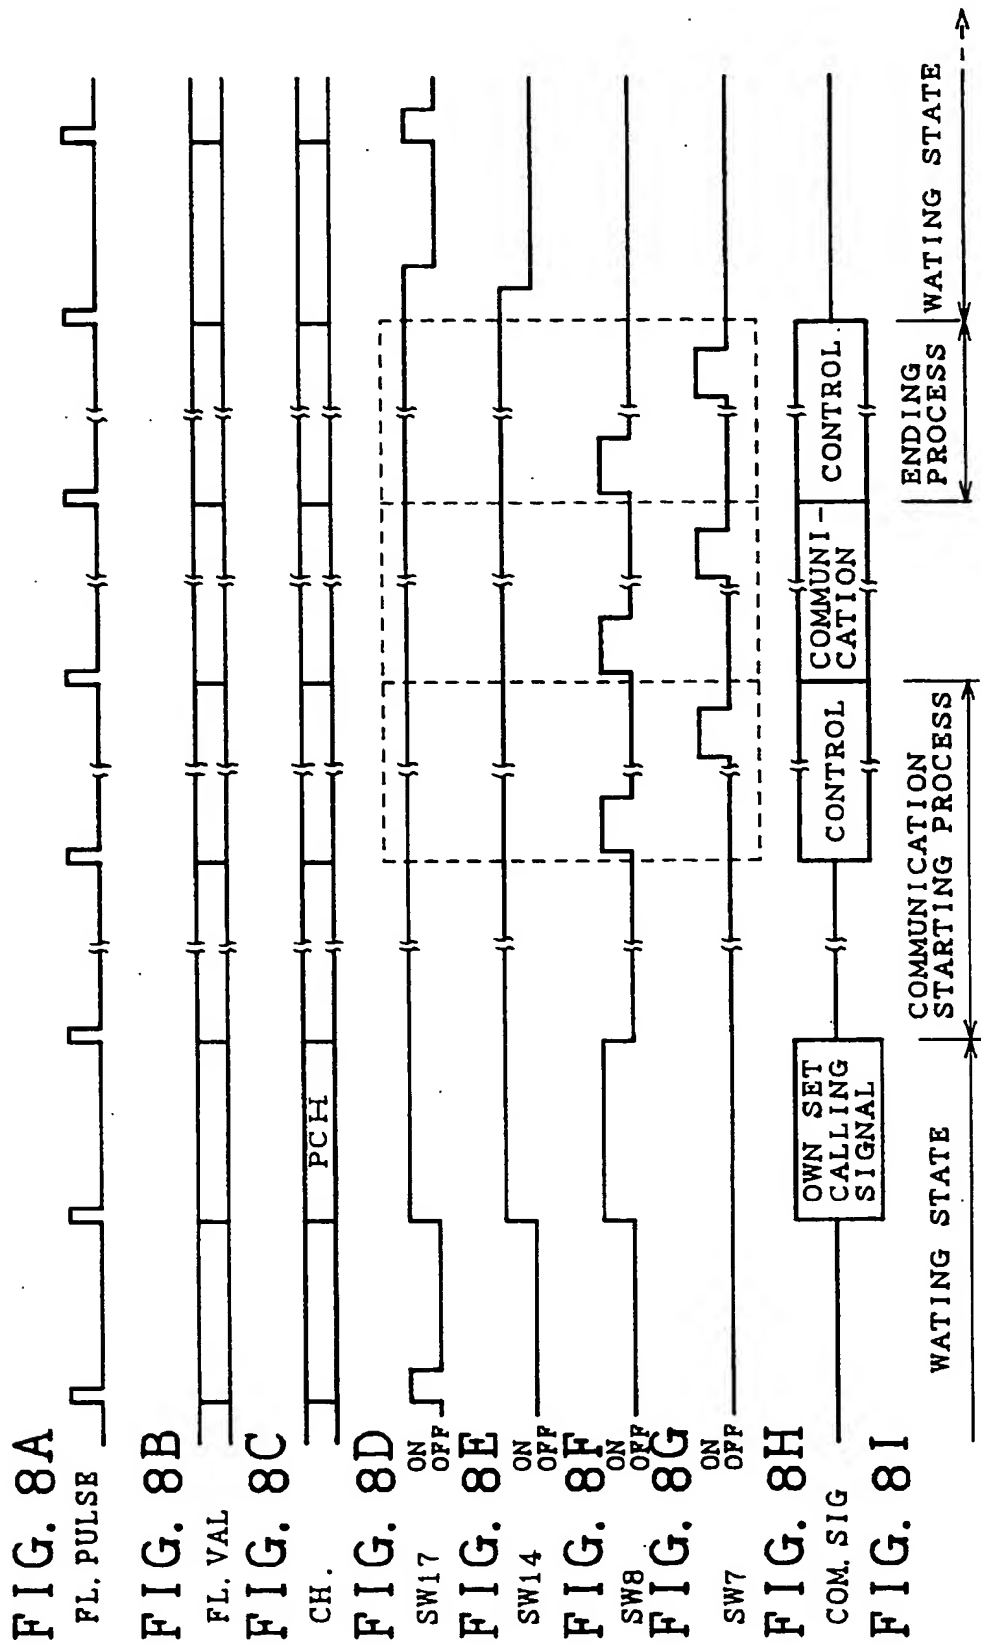 FIG. 8A
FL. PULSE
FIG. 8B
FL. VAL
FIG. 8C
CH.
PCH
FIG. 8D
SW17
ON
OFF
FIG. 8E
SW14
ON
OFF
FIG. 8F
SW8
ON
OFF
FIG. 8G
SW7
ON
OFF
FIG. 8H
COM. SIG
OWN SET
CALLING
SIGNAL
CONTROL
COMMUNI-
CATION
CONTROL
FIG. 8I
WATING STATE
COMMUNICATION
STARTING PROCESS
ENDING
PROCESS
WATING STATE